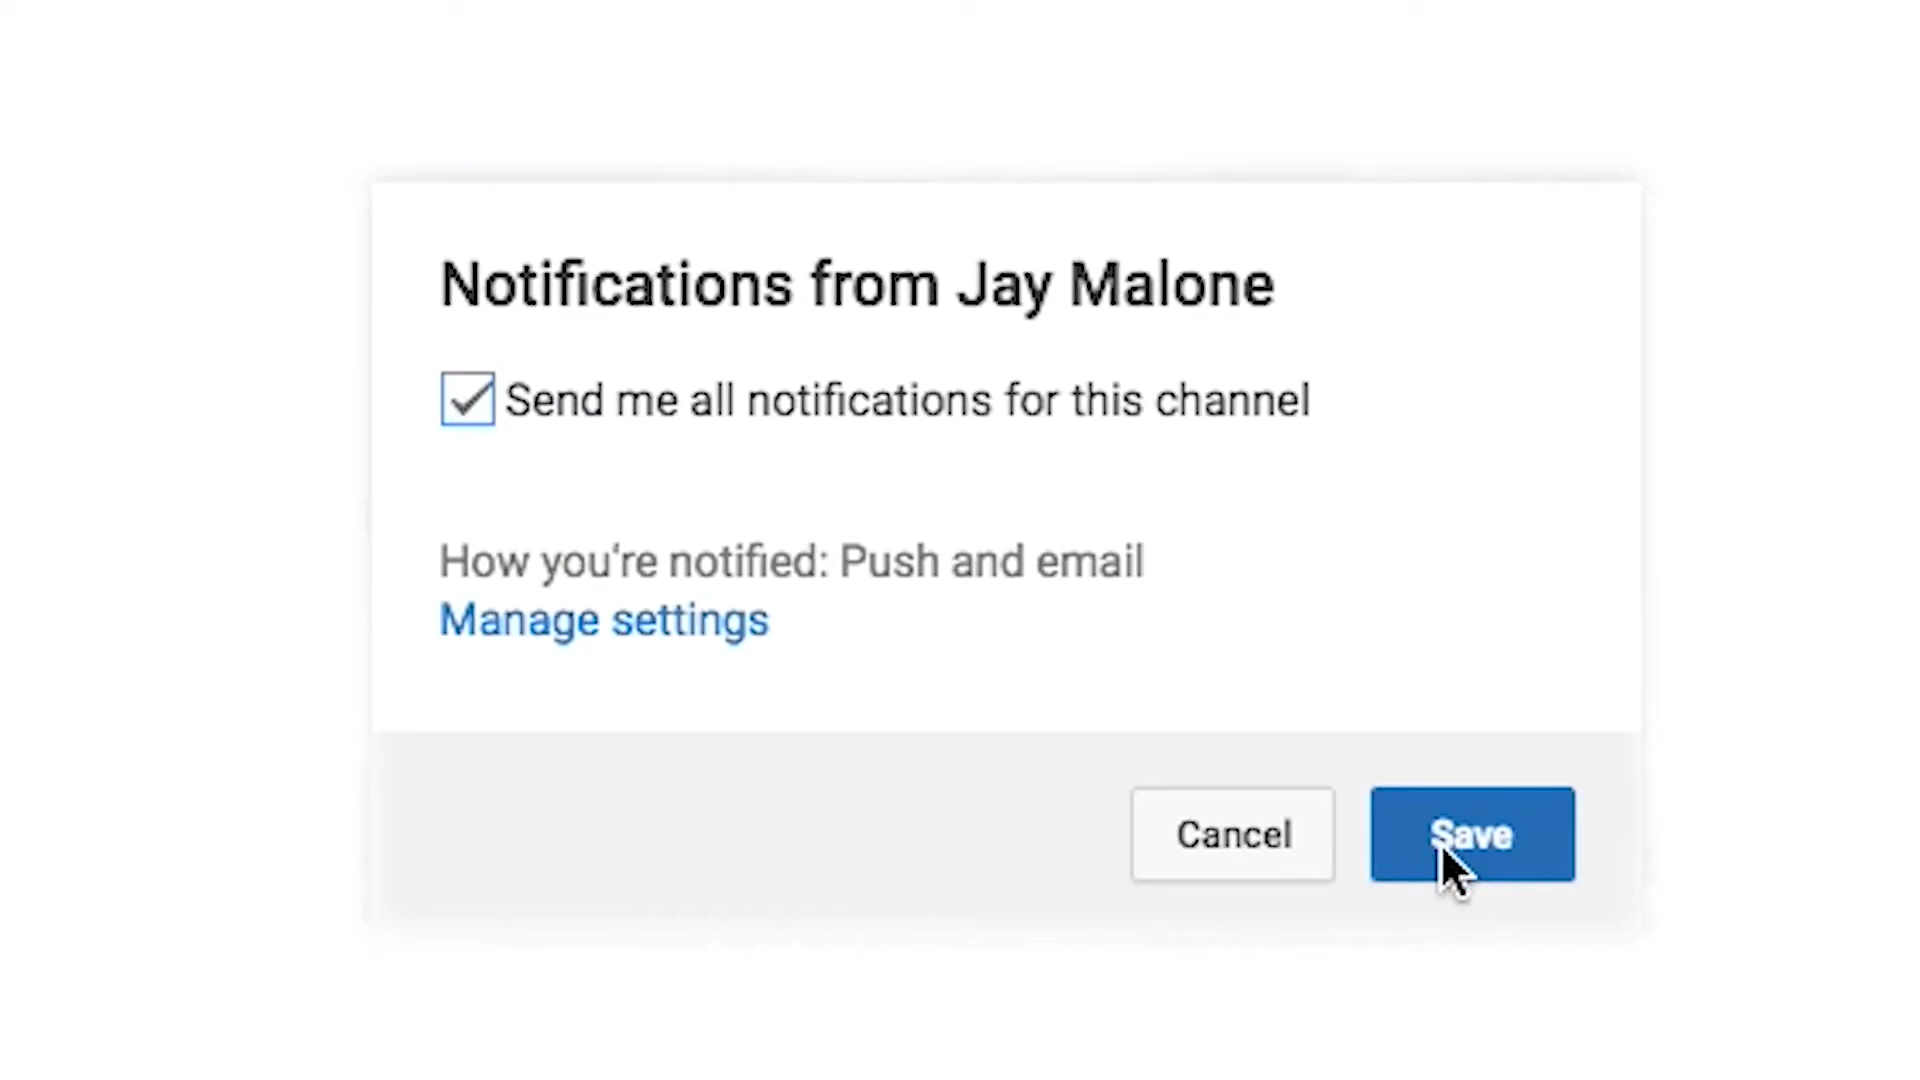 Notifications from Jay Malone
Send me all notifications for this channel
How you're notified: Push and email
Manage settings
Cancel
Save